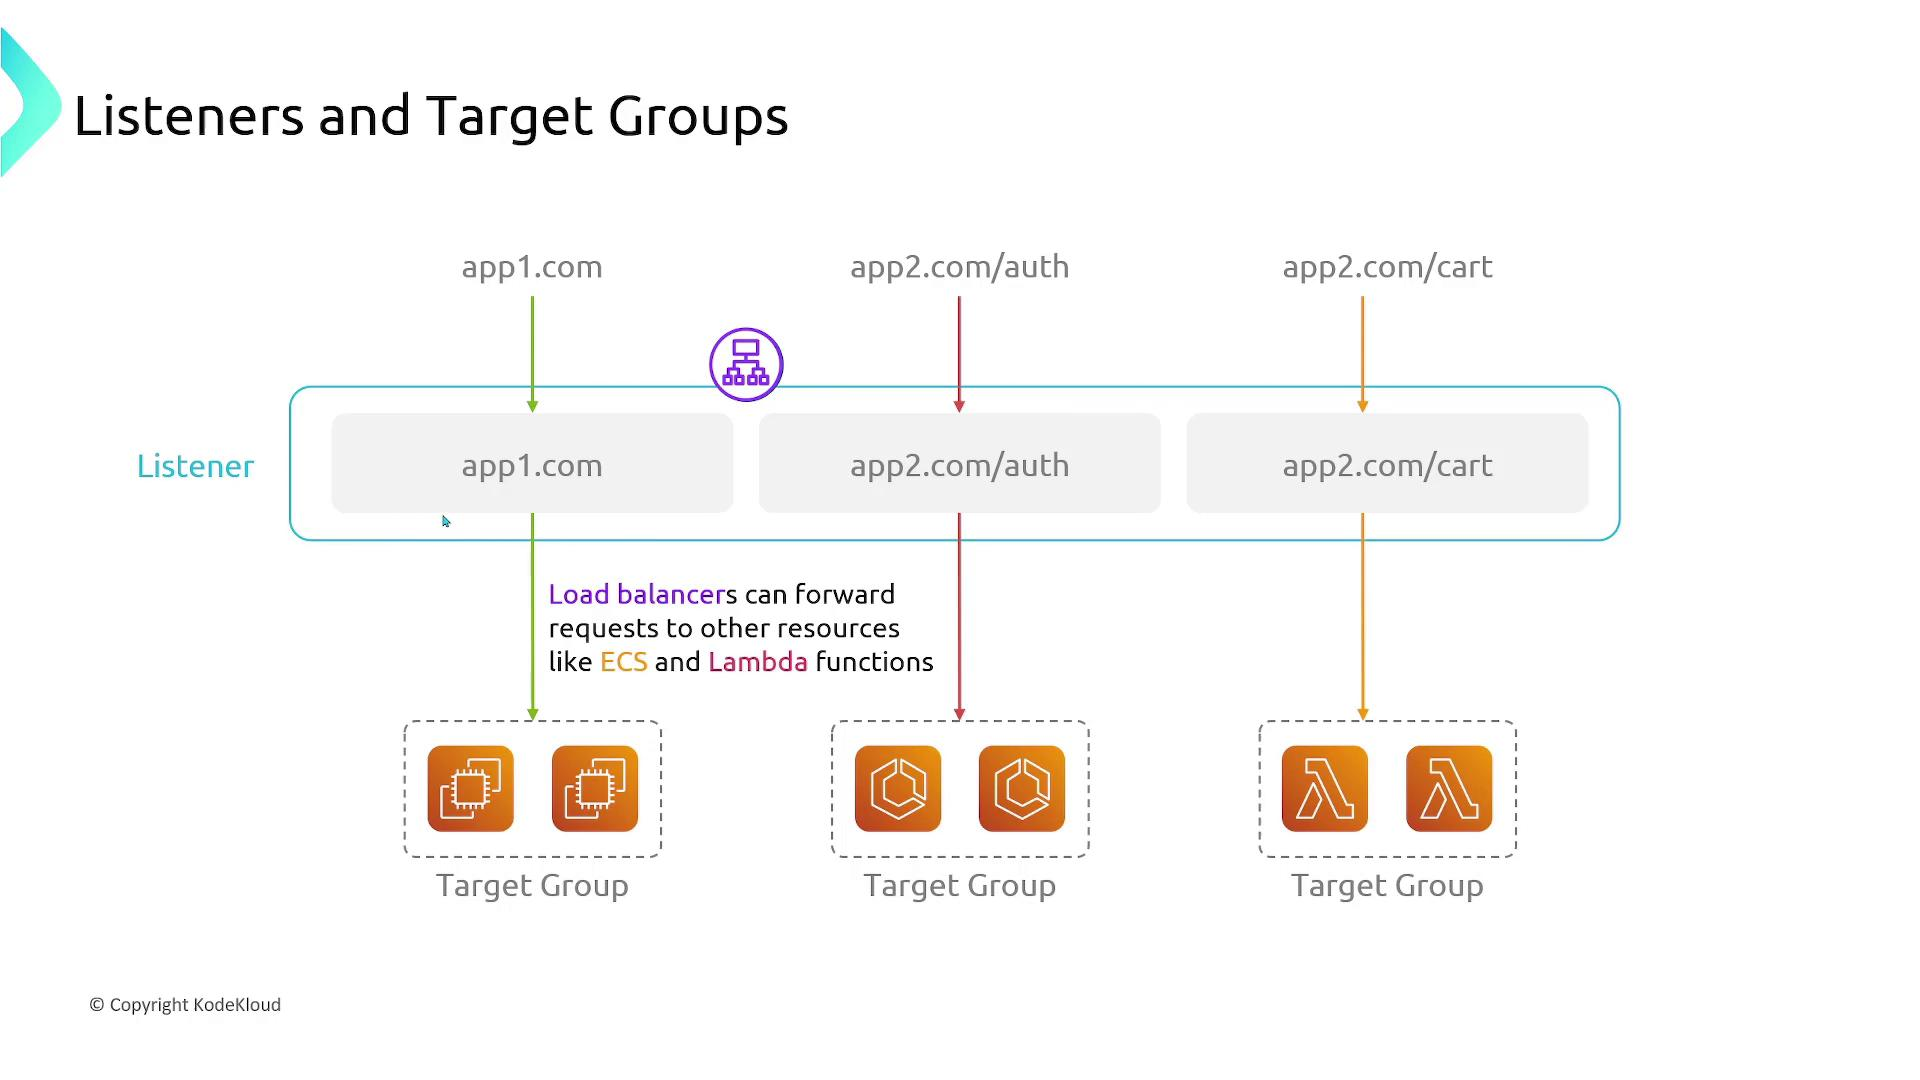 Listeners and Target Groups
app1.com
app2.com/auth
app2.com/cart
Listener
app1.com
app2.com/auth
app2.com/cart
Load balancers can forward
requests to other resources
like ECS and Lambda functions
Target Group
Target Group
Target Group
© Copyright KodeKloud